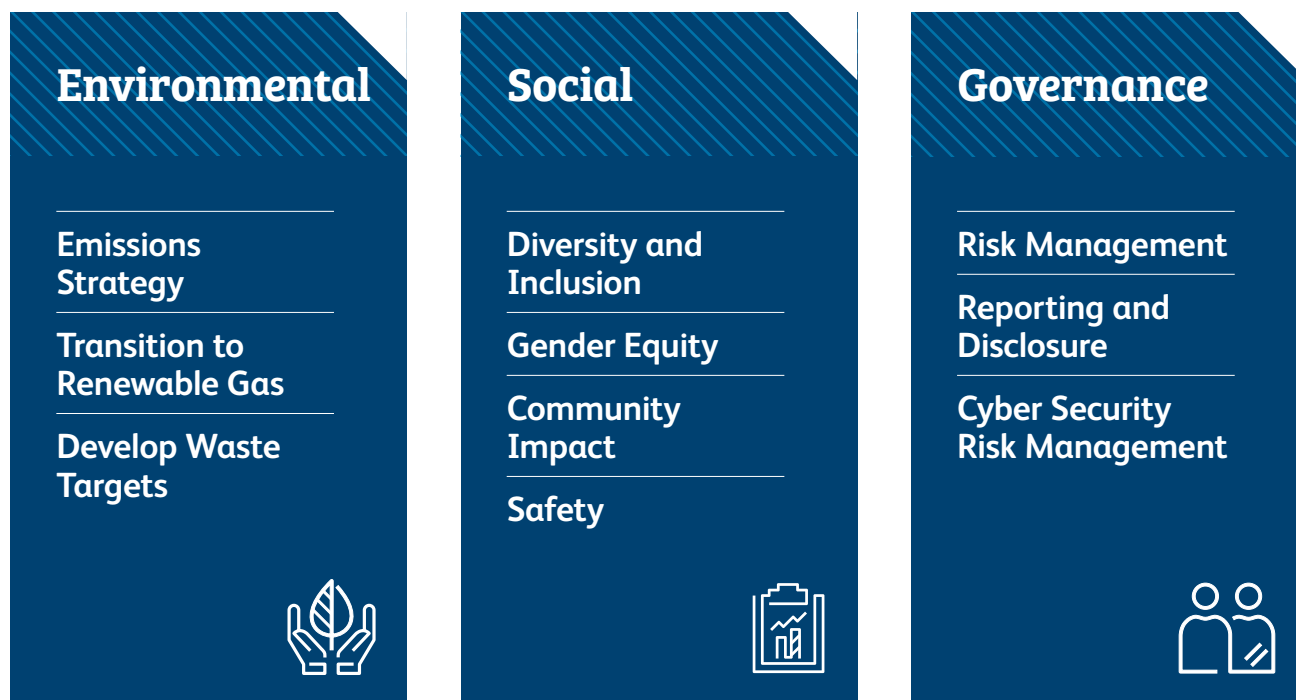 Environmental
Emissions
Strategy
Transition to
Renewable Gas
Develop Waste
Targets
Social
Diversity and
Inclusion
Gender Equity
Community
Impact
Safety
Governance
Risk Management
Reporting and
Disclosure
Cyber Security
Risk Management